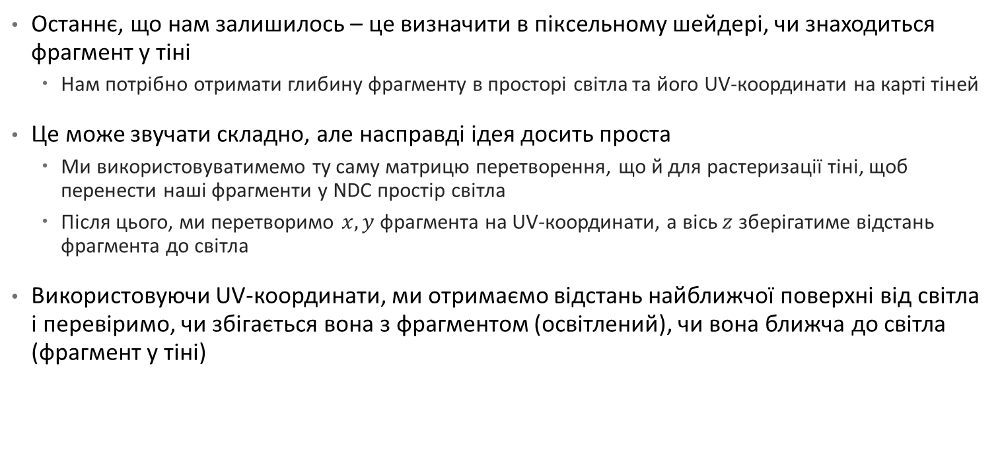 • Останнє, що нам залишилось – це визначити в піксельному шейдері, чи знаходиться
фрагмент у тіні
• Нам потрібно отримати глибину фрагменту в просторі світла та його UV-координати на карті тіней
• Це може звучати складно, але насправді ідея досить проста
• Ми використовуватимемо ту саму матрицю перетворення, що й для растеризації тіні, щоб
перенести наші фрагменти у NDC простір світла
• Після цього, ми перетворимо x, y фрагмента на UV-координати, а вісь z зберігатиме відстань
фрагмента до світла
• Використовуючи UV-координати, ми отримаємо відстань найближчої поверхні від світла
і перевіримо, чи збігається вона з фрагментом (освітлений), чи вона ближча до світла
(фрагмент у тіні)